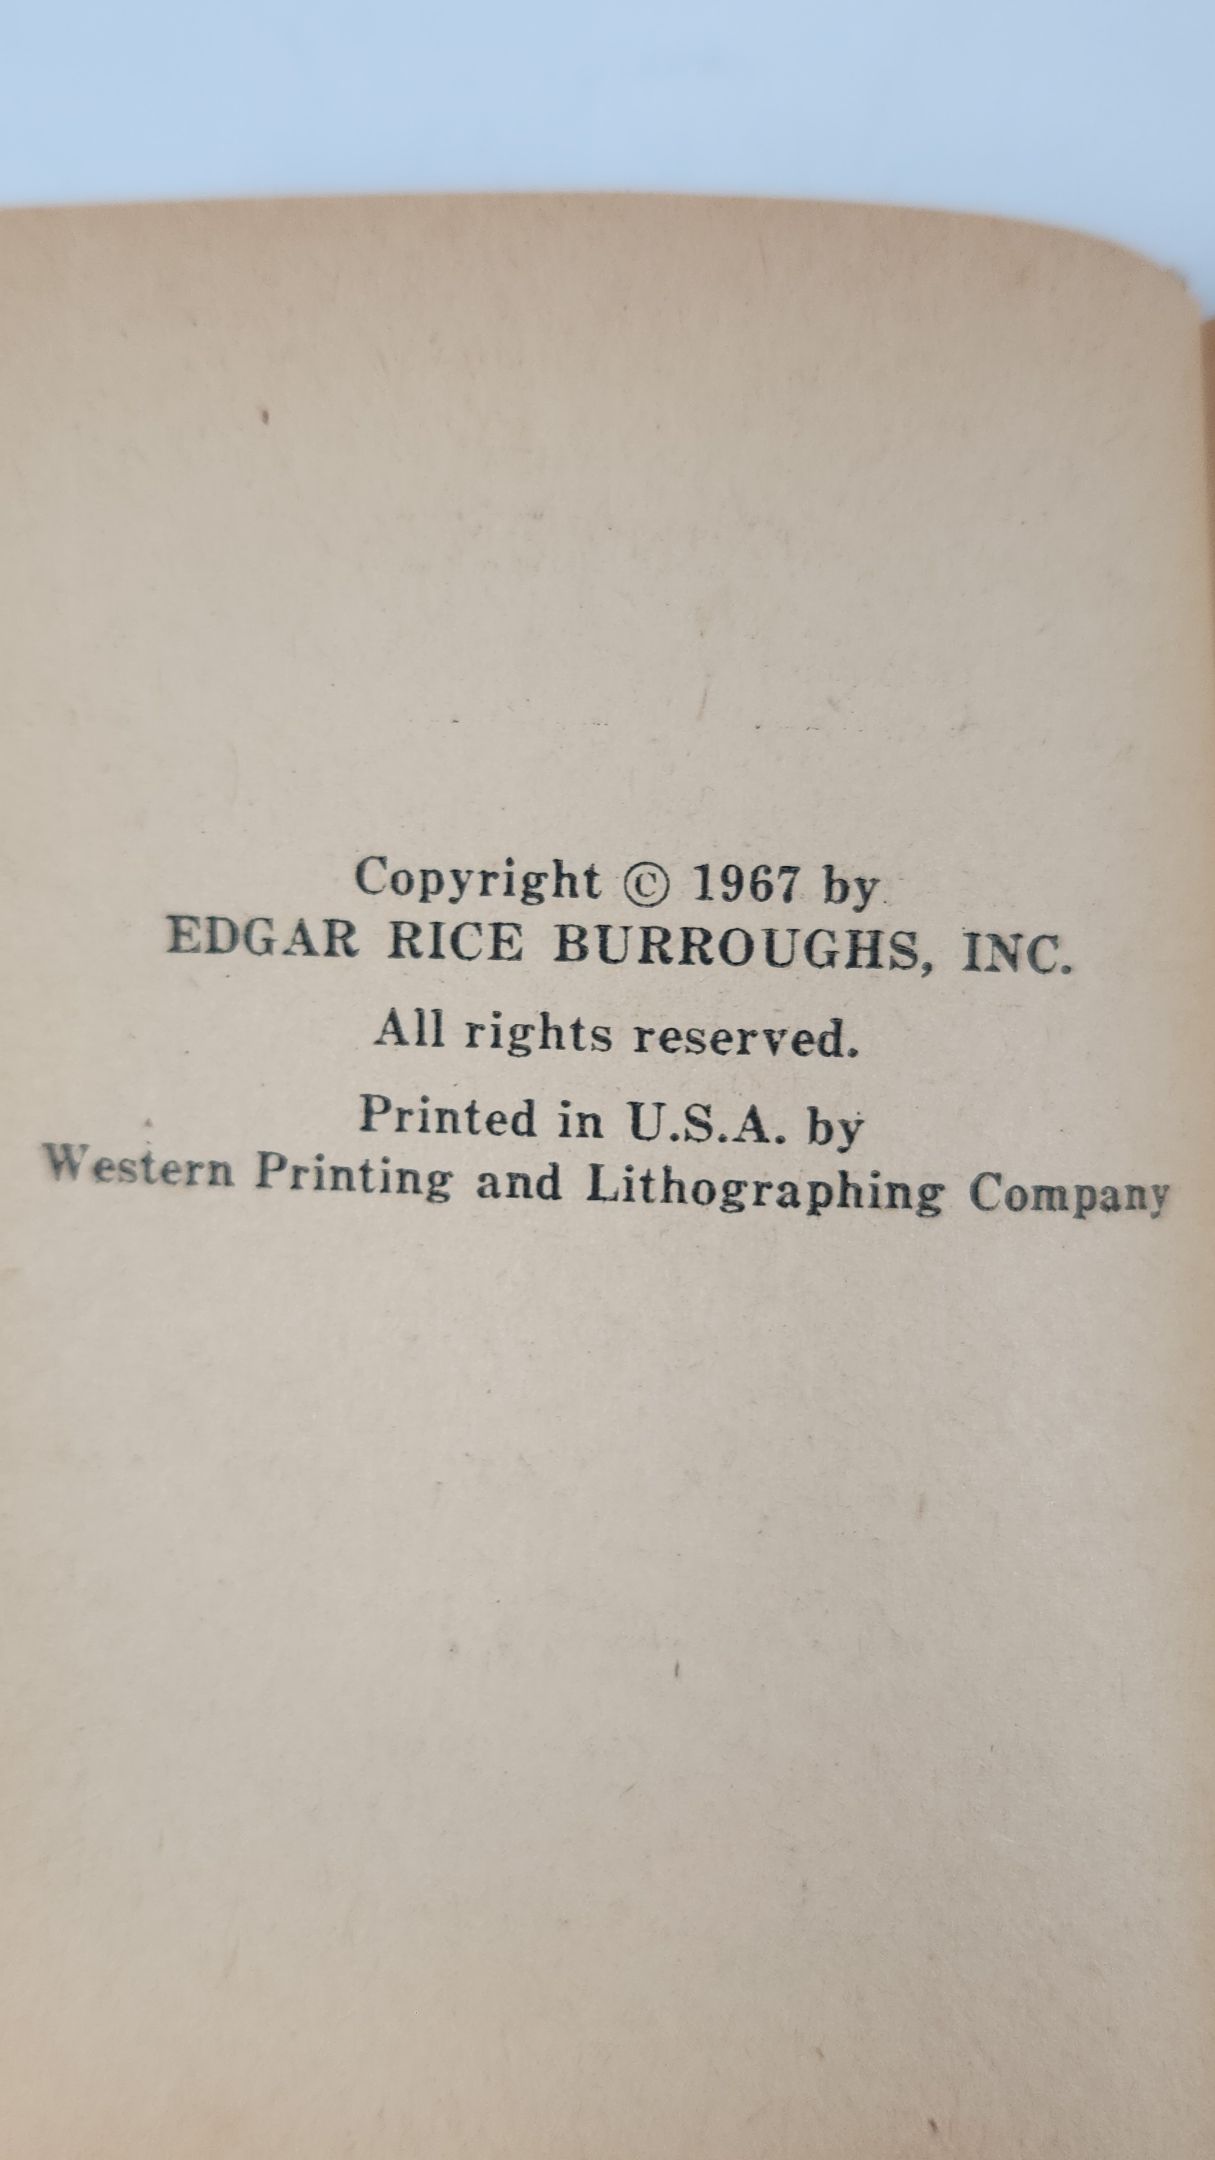 Copyright © 1967 by
EDGAR RICE BURROUGHS, INC.
All rights reserved.
Printed in U.S.A. by
Western Printing and Lithographing Company